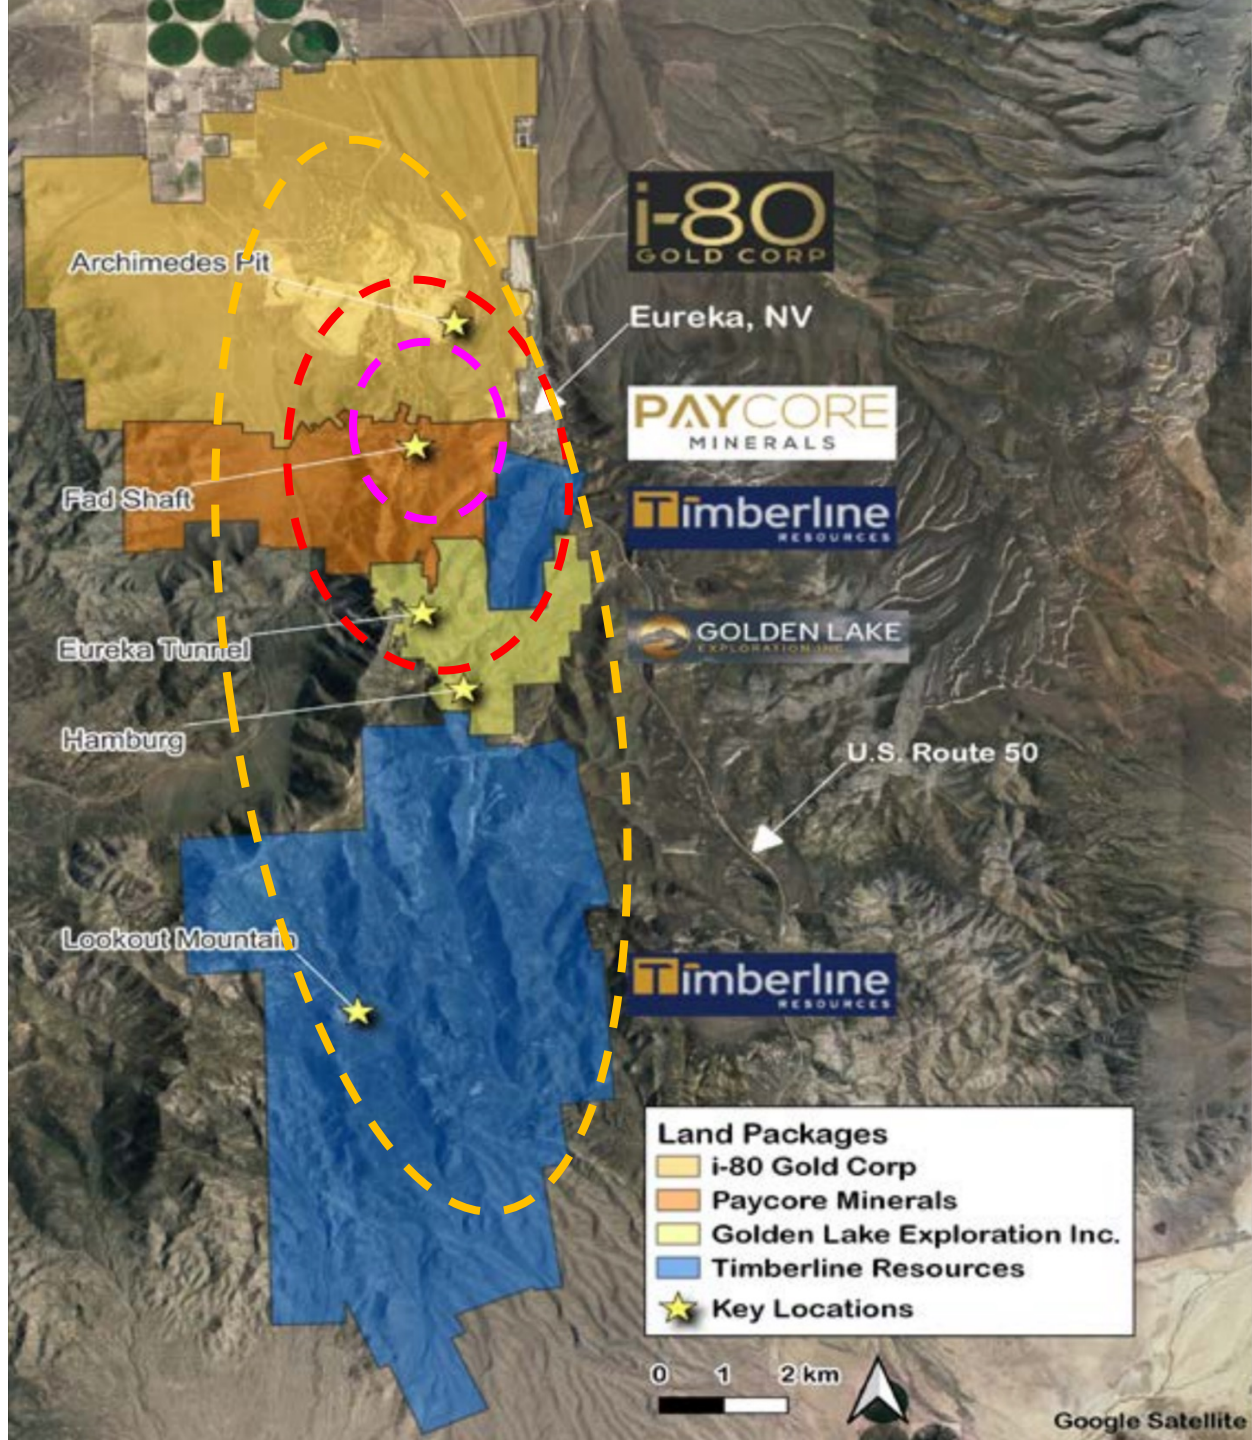 i-80
GOLD CORP
Archimedes Pit
Eureka, NV
PAYCORE
MINERALS
Fad Shaft
Timberline
RESOURCES
GOLDEN LAKE
EXPLORATION INC.
Eureka Tunnel
Hamburg
U.S. Route 50
Lookout Mountain
Timberline
RESOURCES
Land Packages
i-80 Gold Corp
Paycore Minerals
Golden Lake Exploration Inc.
Timberline Resources
Key Locations
0 1 2 km
Google Satellite